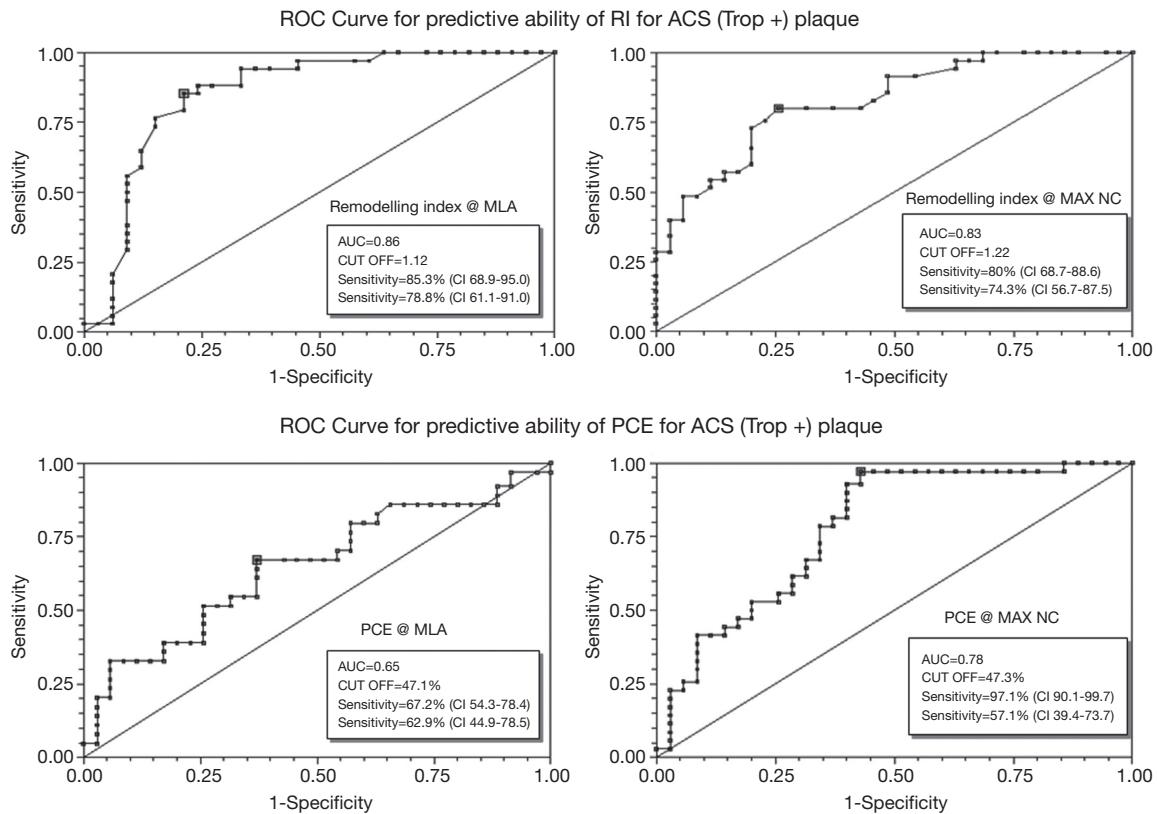 ROC Curve for predictive ability of RI for ACS (Trop +) plaque
1.00
0.75
0.50
0.25
0.00
Sensitivity
0.00 0.25 0.50 0.75 1.00
1-Specificity
Remodelling index @ MLA
AUC=0.86
CUT OFF=1.12
Sensitivity=85.3% (CI 68.9-95.0)
Sensitivity=78.8% (CI 61.1-91.0)
1.00
0.75
0.50
0.25
0.00
Sensitivity
0.00 0.25 0.50 0.75 1.00
1-Specificity
Remodelling index @ MAX NC
AUC=0.83
CUT OFF=1.22
Sensitivity=80% (CI 68.7-88.6)
Sensitivity=74.3% (CI 56.7-87.5)
ROC Curve for predictive ability of PCE for ACS (Trop +) plaque
1.00
0.75
0.50
0.25
0.00
Sensitivity
0.00 0.25 0.50 0.75 1.00
1-Specificity
PCE @ MLA
AUC=0.65
CUT OFF=47.1%
Sensitivity=67.2% (CI 54.3-78.4)
Sensitivity=62.9% (CI 44.9-78.5)
1.00
0.75
0.50
0.25
0.00
Sensitivity
0.00 0.25 0.50 0.75 1.00
1-Specificity
PCE @ MAX NC
AUC=0.78
CUT OFF=47.3%
Sensitivity=97.1% (CI 90.1-99.7)
Sensitivity=57.1% (CI 39.4-73.7)